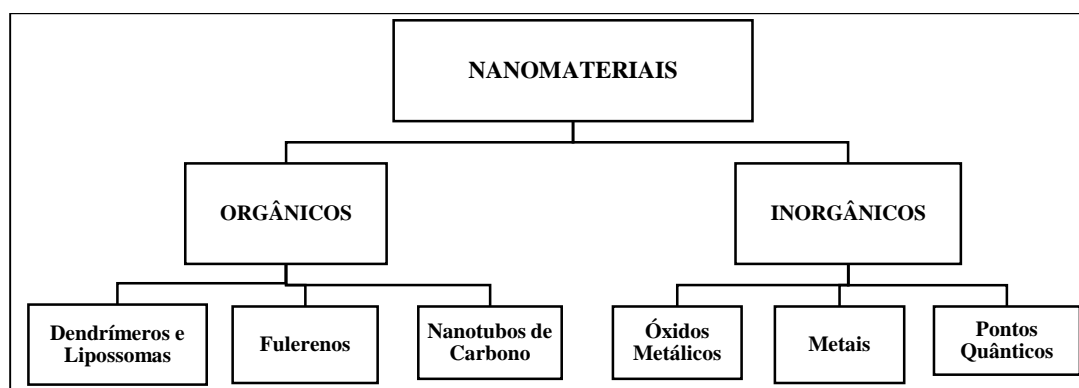 NANOMATERIAIS
ORGÂNICOS
INORGÂNICOS
Dendrímeros e
Lipossomas
Fulerenos
Nanotubos de
Carbono
Óxidos
Metálicos
Metais
Pontos
Quânticos